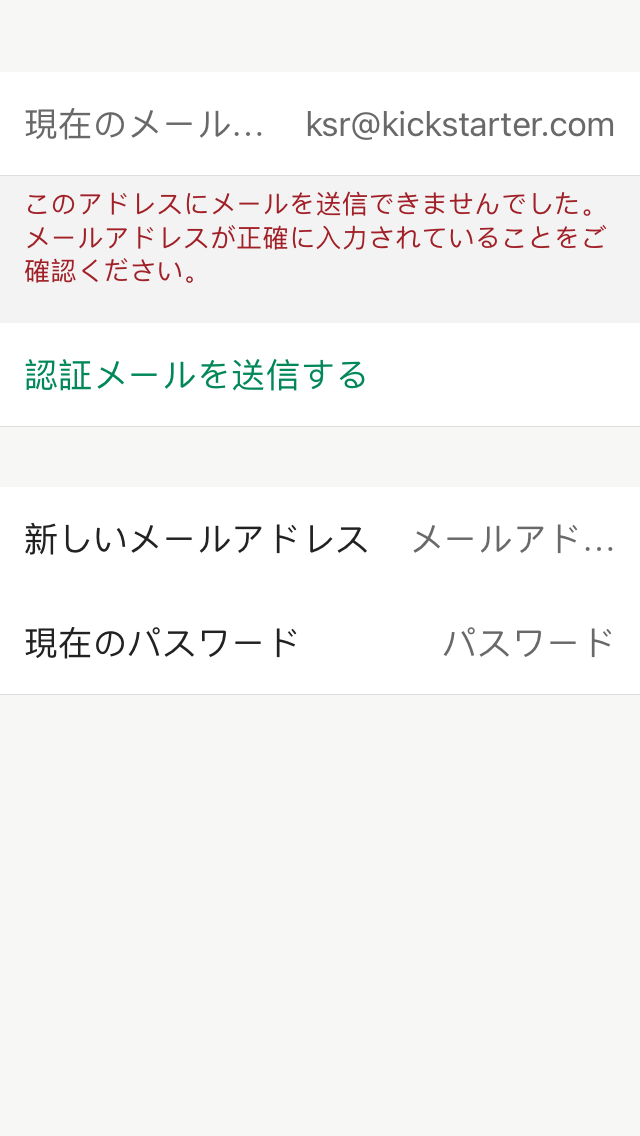 現在のメール… ksr@kickstarter.com
このアドレスにメールを送信できませんでした。
メールアドレスが正確に入力されていることをご
確認ください。
認証メールを送信する
新しいメールアドレス メールアド…
現在のパスワード パスワード